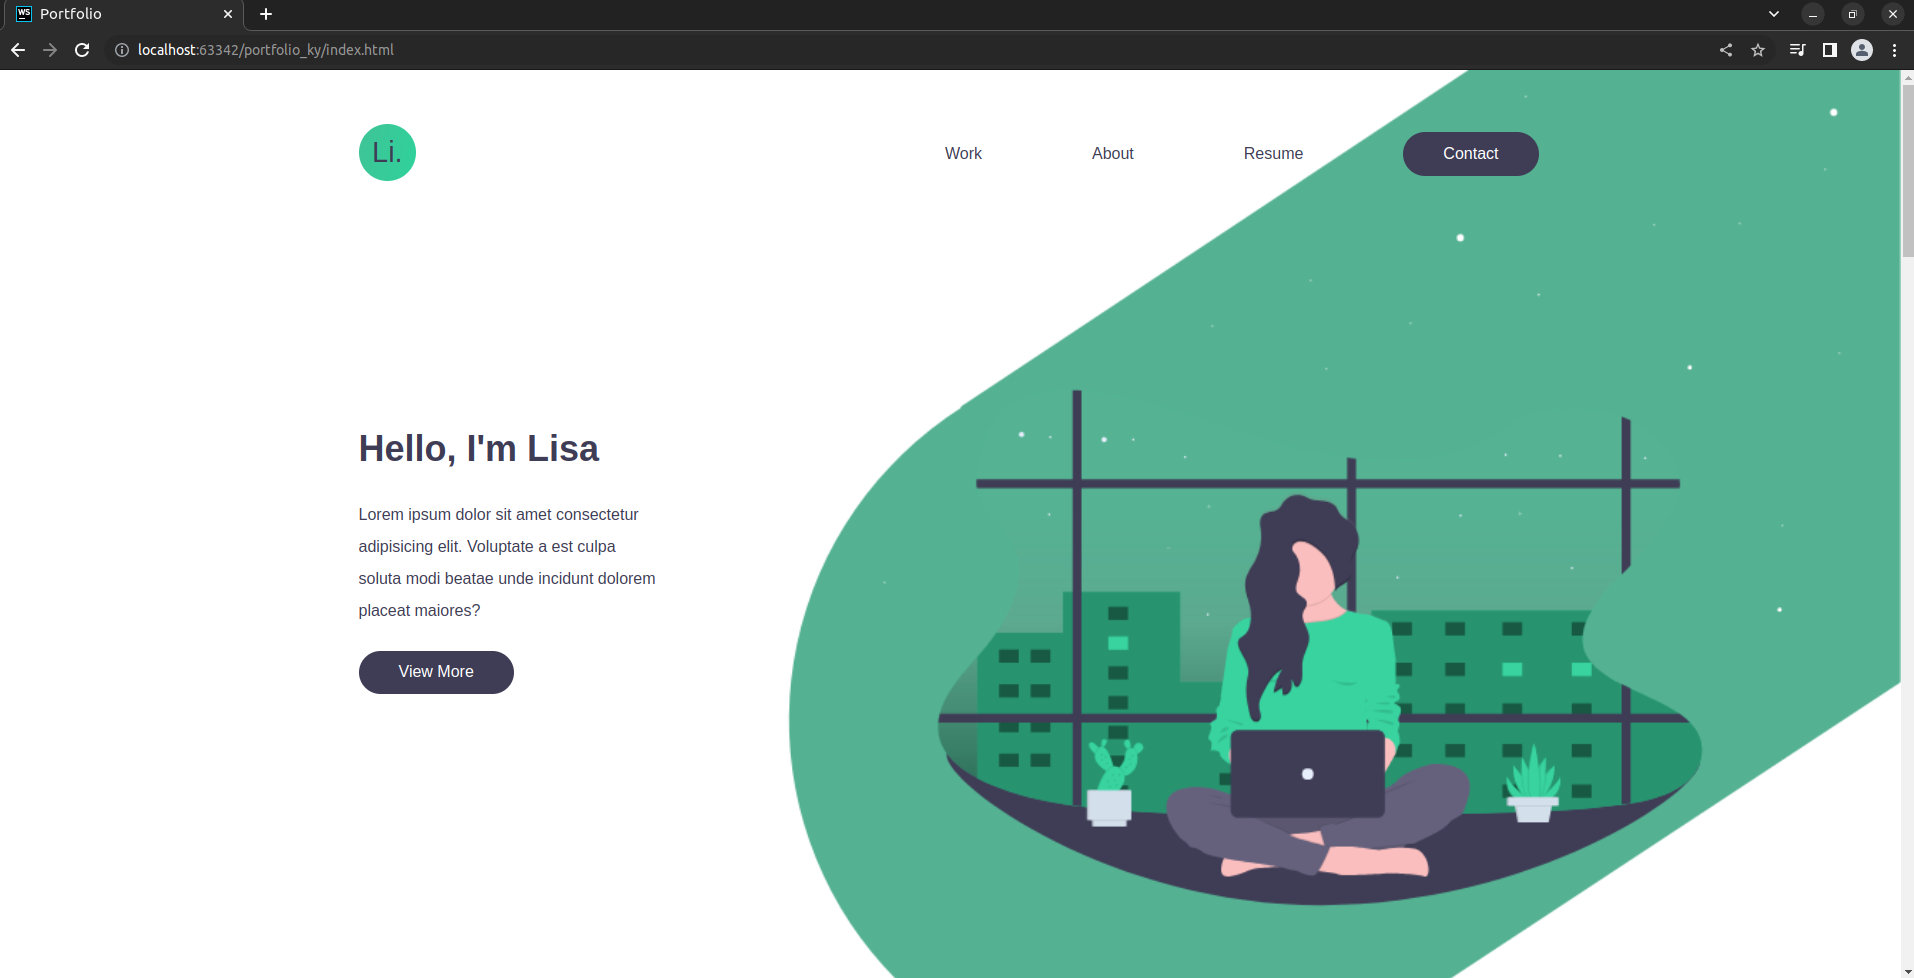 WS Portfolio
localhost:63342/portfolio_ky/index.html
Li.
Work About Resume Contact
Hello, I'm Lisa
Lorem ipsum dolor sit amet consectetur
adipisicing elit. Voluptate a est culpa
soluta modi beatae unde incidunt dolorem
placeat maiores?
View More